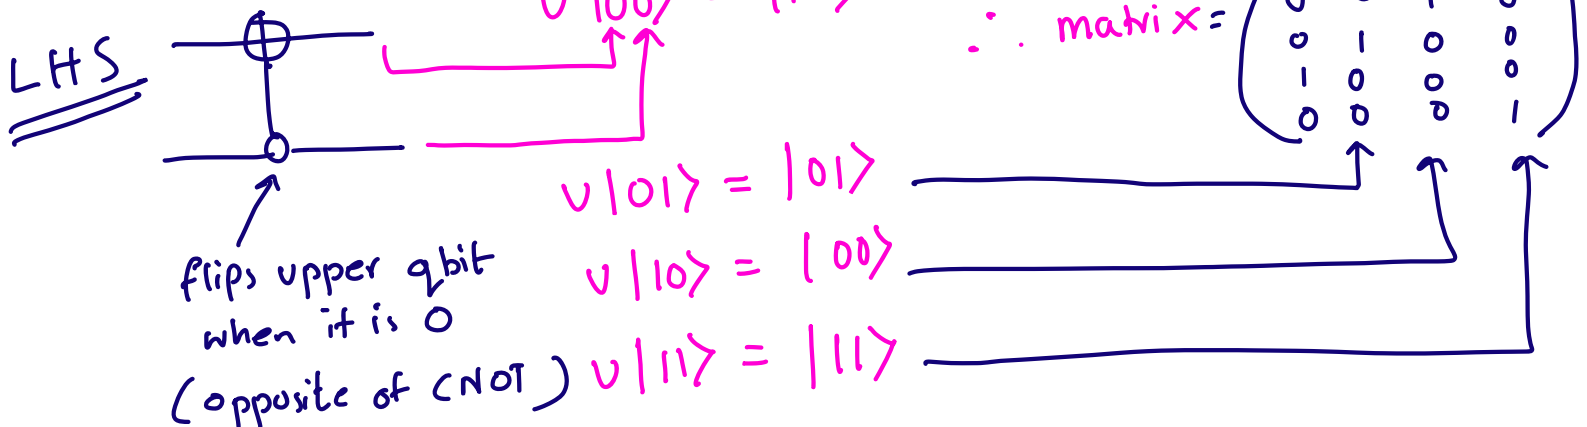 U|00⟩
∴ matrix =
0 1 0 0
1 0 0 0
0 0 0 1
LHS
U|01⟩ = |01⟩
U|10⟩ = |00⟩
U|11⟩ = |11⟩
flips upper qbit
when it is 0
(opposite of CNOT)